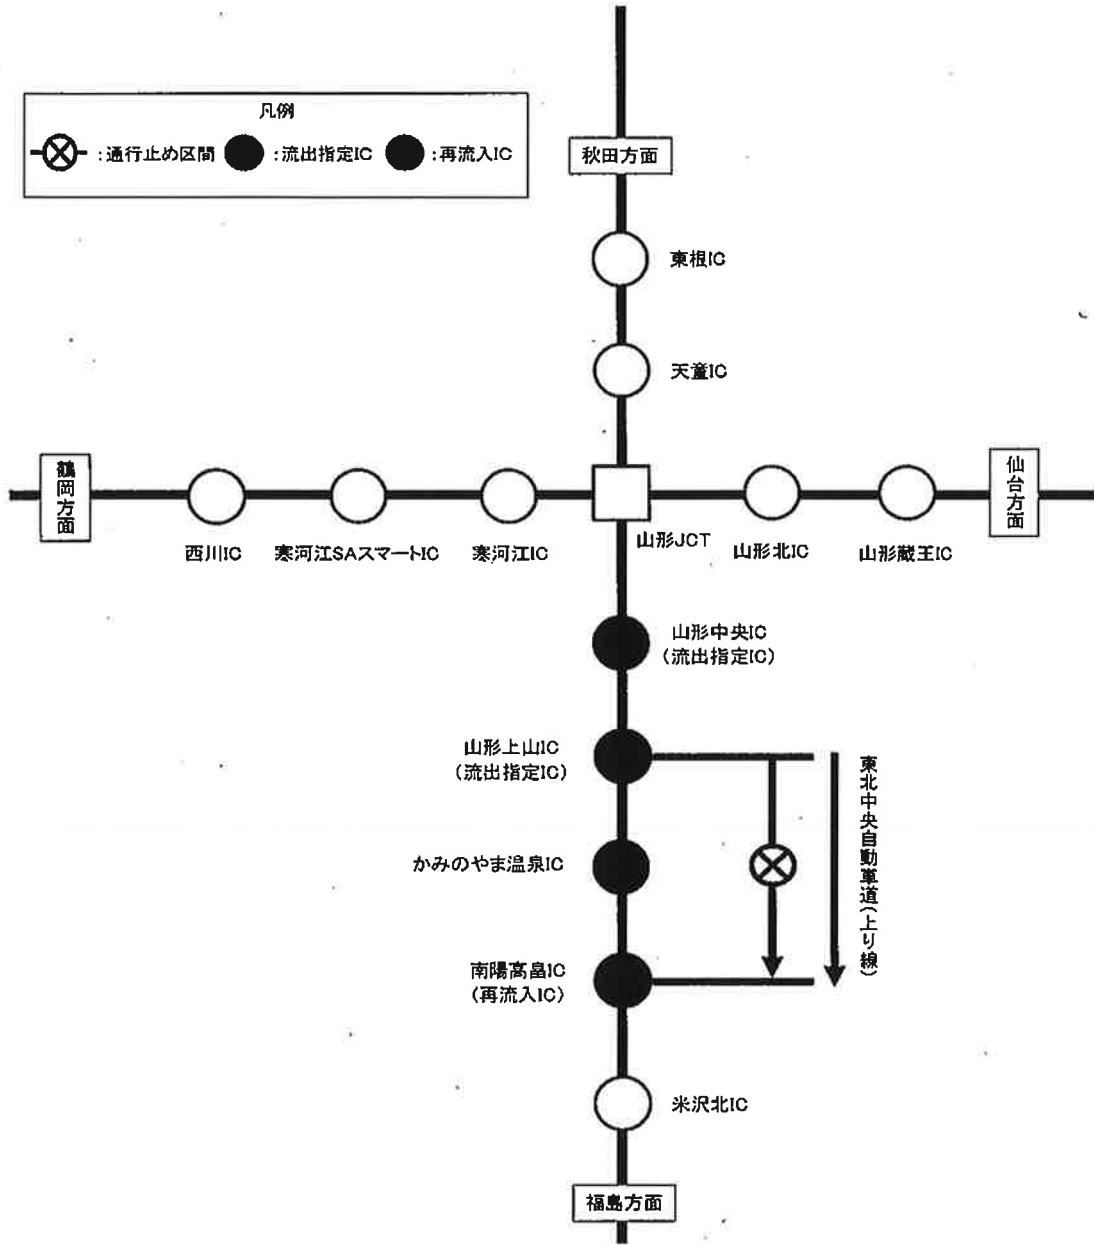 凡例
:通行止め区間 :流出指定IC :再流入IC
秋田方面
東根IC
天童IC
鶴岡方面
仙台方面
西川IC
寒河江SAスマートIC
寒河江IC
山形JCT
山形北IC
山形蔵王IC
山形中央IC
(流出指定IC)
山形上山IC
(流出指定IC)
東北中央自動車道(上り線)
かみのやま温泉IC
南陽高畠IC
(再流入IC)
米沢北IC
福島方面